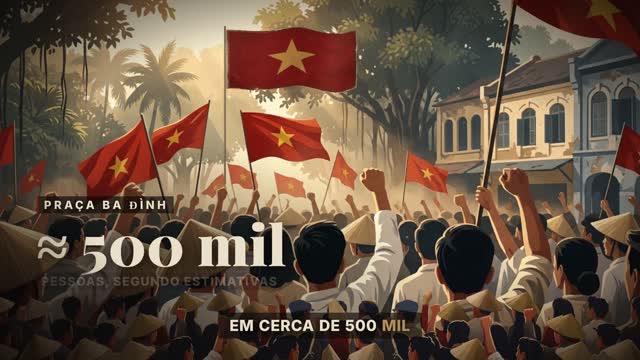 PRAÇA BA ĐÌNH
≈ 500 mil
PESSOAS, SEGUNDO ESTIMATIVAS
EM CERCA DE 500 MIL